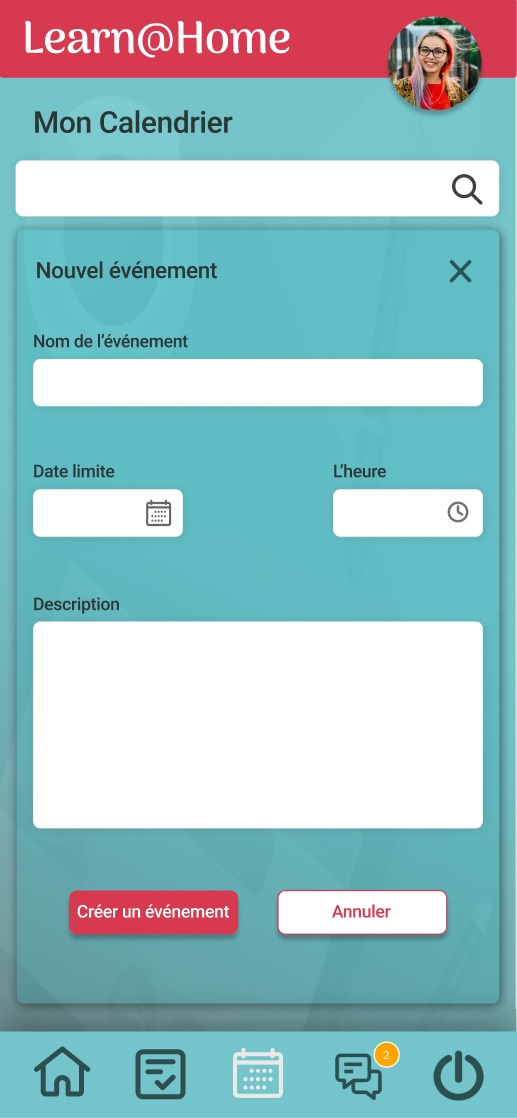 Learn@Home
Mon Calendrier
Nouvel événement
Nom de l'événement
Date limite
L'heure
Description
Créer un événement
Annuler
2